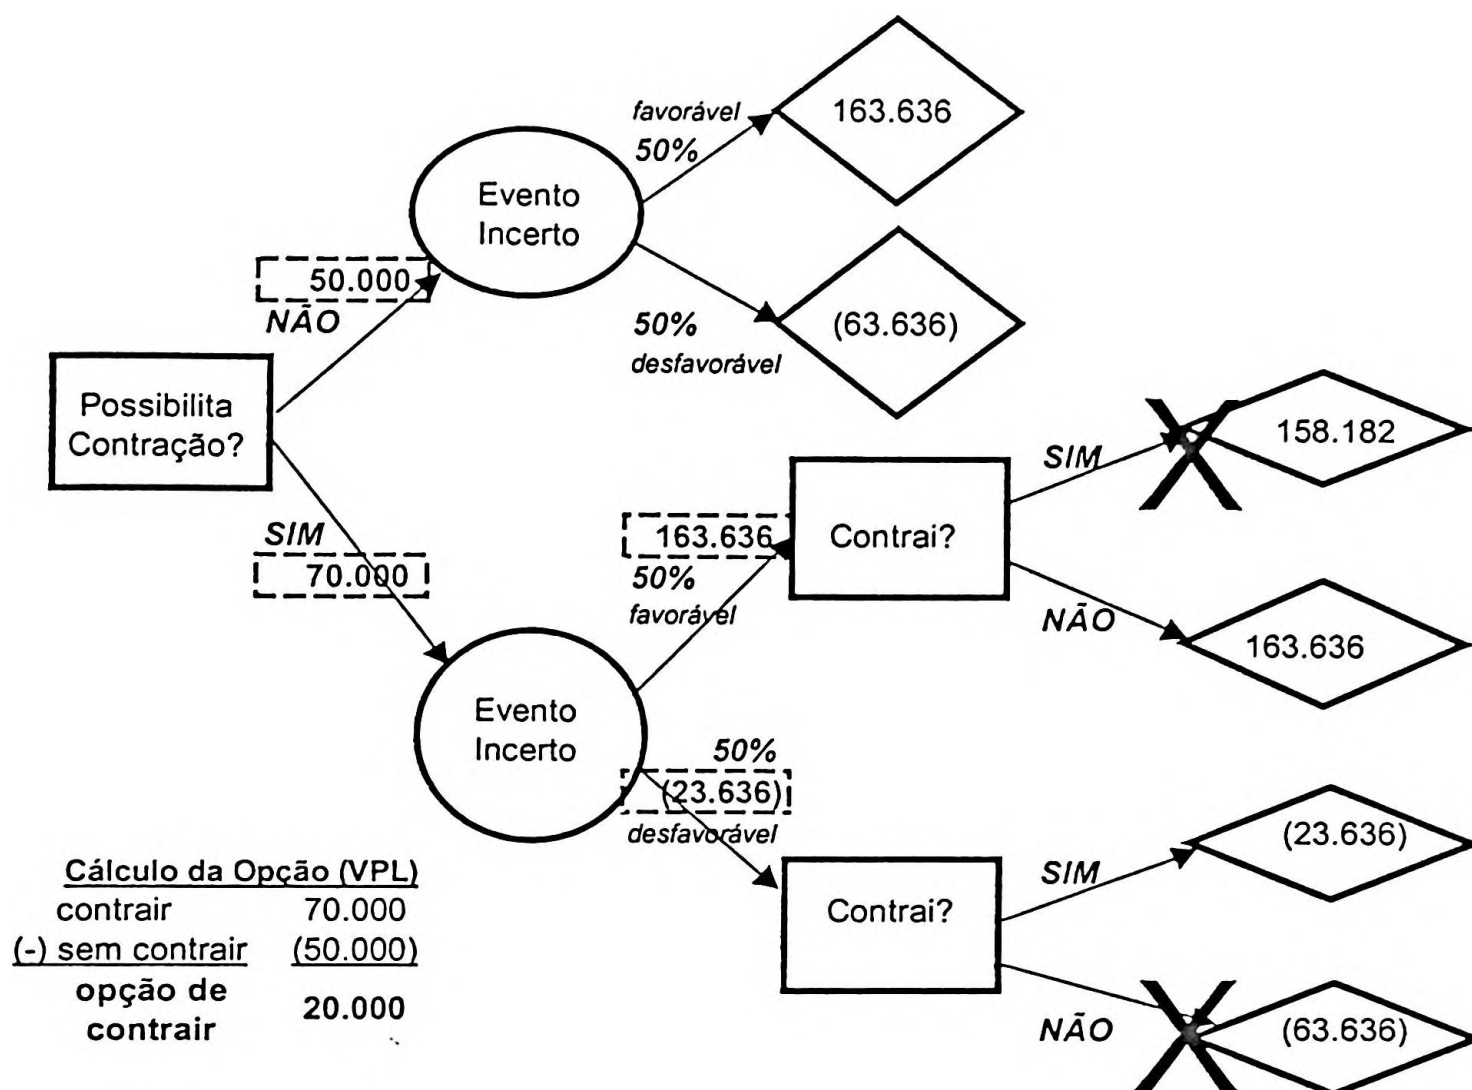 favorável
163.636
50%
Evento
Incerto
50.000
NÃO
50%
desfavorável
(63.636)
Possibilita
Contração?
SIM
70.000
163.636
50%
favorável
Contrai?
SIM
158.182
NÃO
163.636
Evento
Incerto
50%
(23.636)
desfavorável
Contrai?
SIM
(23.636)
NÃO
(63.636)
Cálculo da Opção (VPL)
contrair 70.000
(-) sem contrair (50.000)
opção de
contrair 20.000